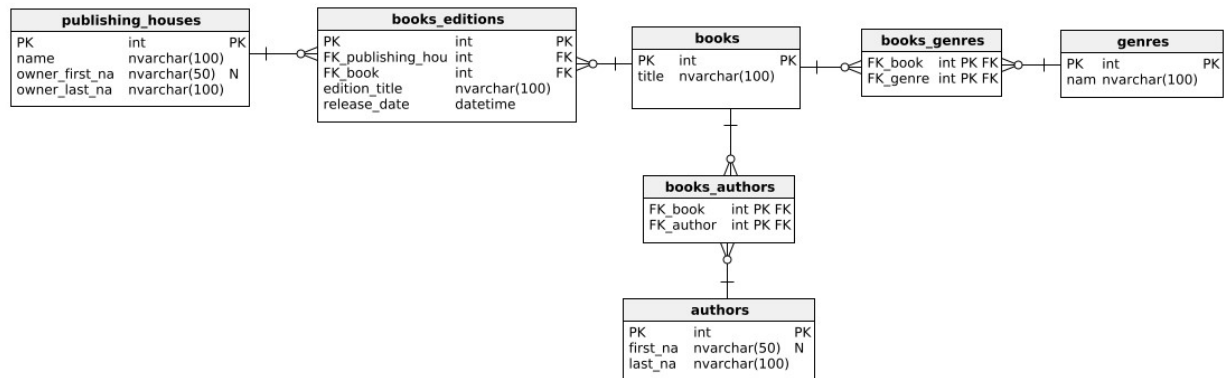 publishing_houses
PK int PK
name nvarchar(100)
owner_first_na nvarchar(50) N
owner_last_na nvarchar(100)
books_editions
PK int PK
FK_publishing_hou int FK
FK_book int FK
edition_title nvarchar(100)
release_date datetime
books
PK int PK
title nvarchar(100)
books_genres
FK_book int PK FK
FK_genre int PK FK
genres
PK int PK
nam nvarchar(100)
books_authors
FK_book int PK FK
FK_author int PK FK
authors
PK int PK
first_na nvarchar(50) N
last_na nvarchar(100)